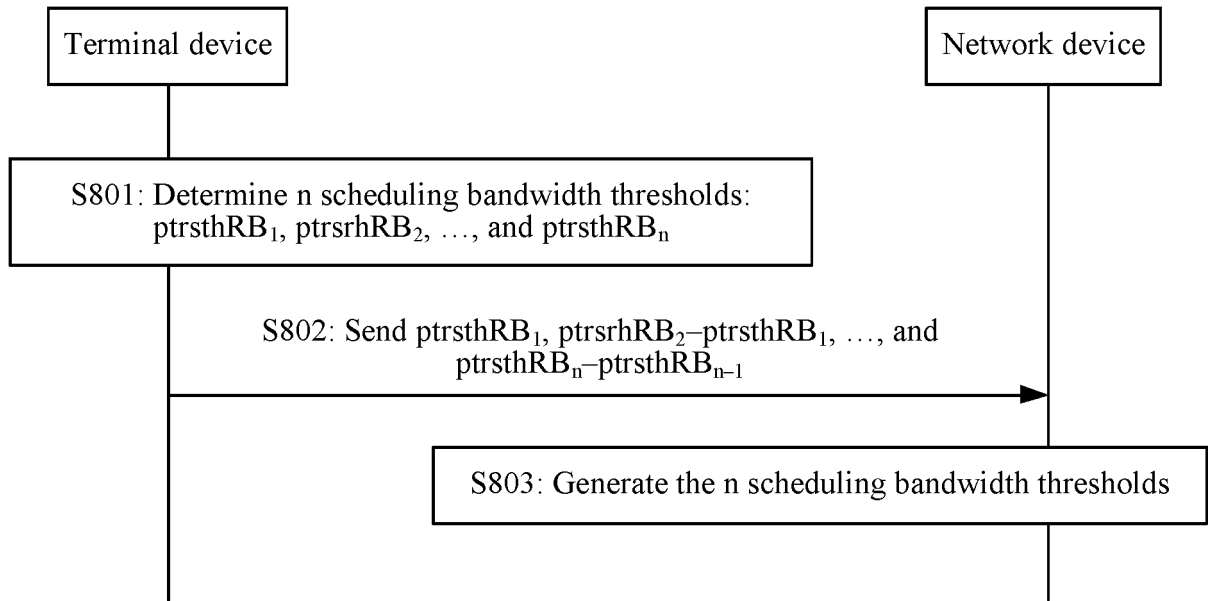 Terminal device
Network device
S801: Determine n scheduling bandwidth thresholds:
ptrsthRB₁, ptrsrhRB₂, …, and ptrsthRBₙ
S802: Send ptrsthRB₁, ptrsrhRB₂–ptrsthRB₁, …, and
ptrsthRBₙ–ptrsthRBₙ₋₁
S803: Generate the n scheduling bandwidth thresholds